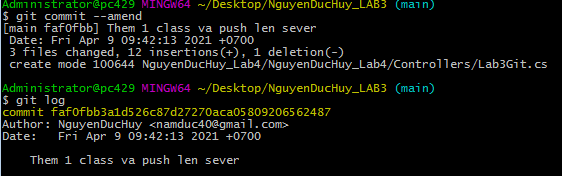 Administrator@pc429 MINGW64 ~/Desktop/NguyenDucHuy_LAB3 (main)
$ git commit --amend
[main faf0fbb] Them 1 class va push len sever
 Date: Fri Apr 9 09:42:13 2021 +0700
 3 files changed, 12 insertions(+), 1 deletion(-)
 create mode 100644 NguyenDucHuy_Lab4/NguyenDucHuy_Lab4/Controllers/Lab3Git.cs
Administrator@pc429 MINGW64 ~/Desktop/NguyenDucHuy_LAB3 (main)
$ git log
commit faf0fbb3a1d526c87d27270aca05809206562487
Author: NguyenDucHuy <namduc40@gmail.com>
Date:   Fri Apr 9 09:42:13 2021 +0700
    Them 1 class va push len sever